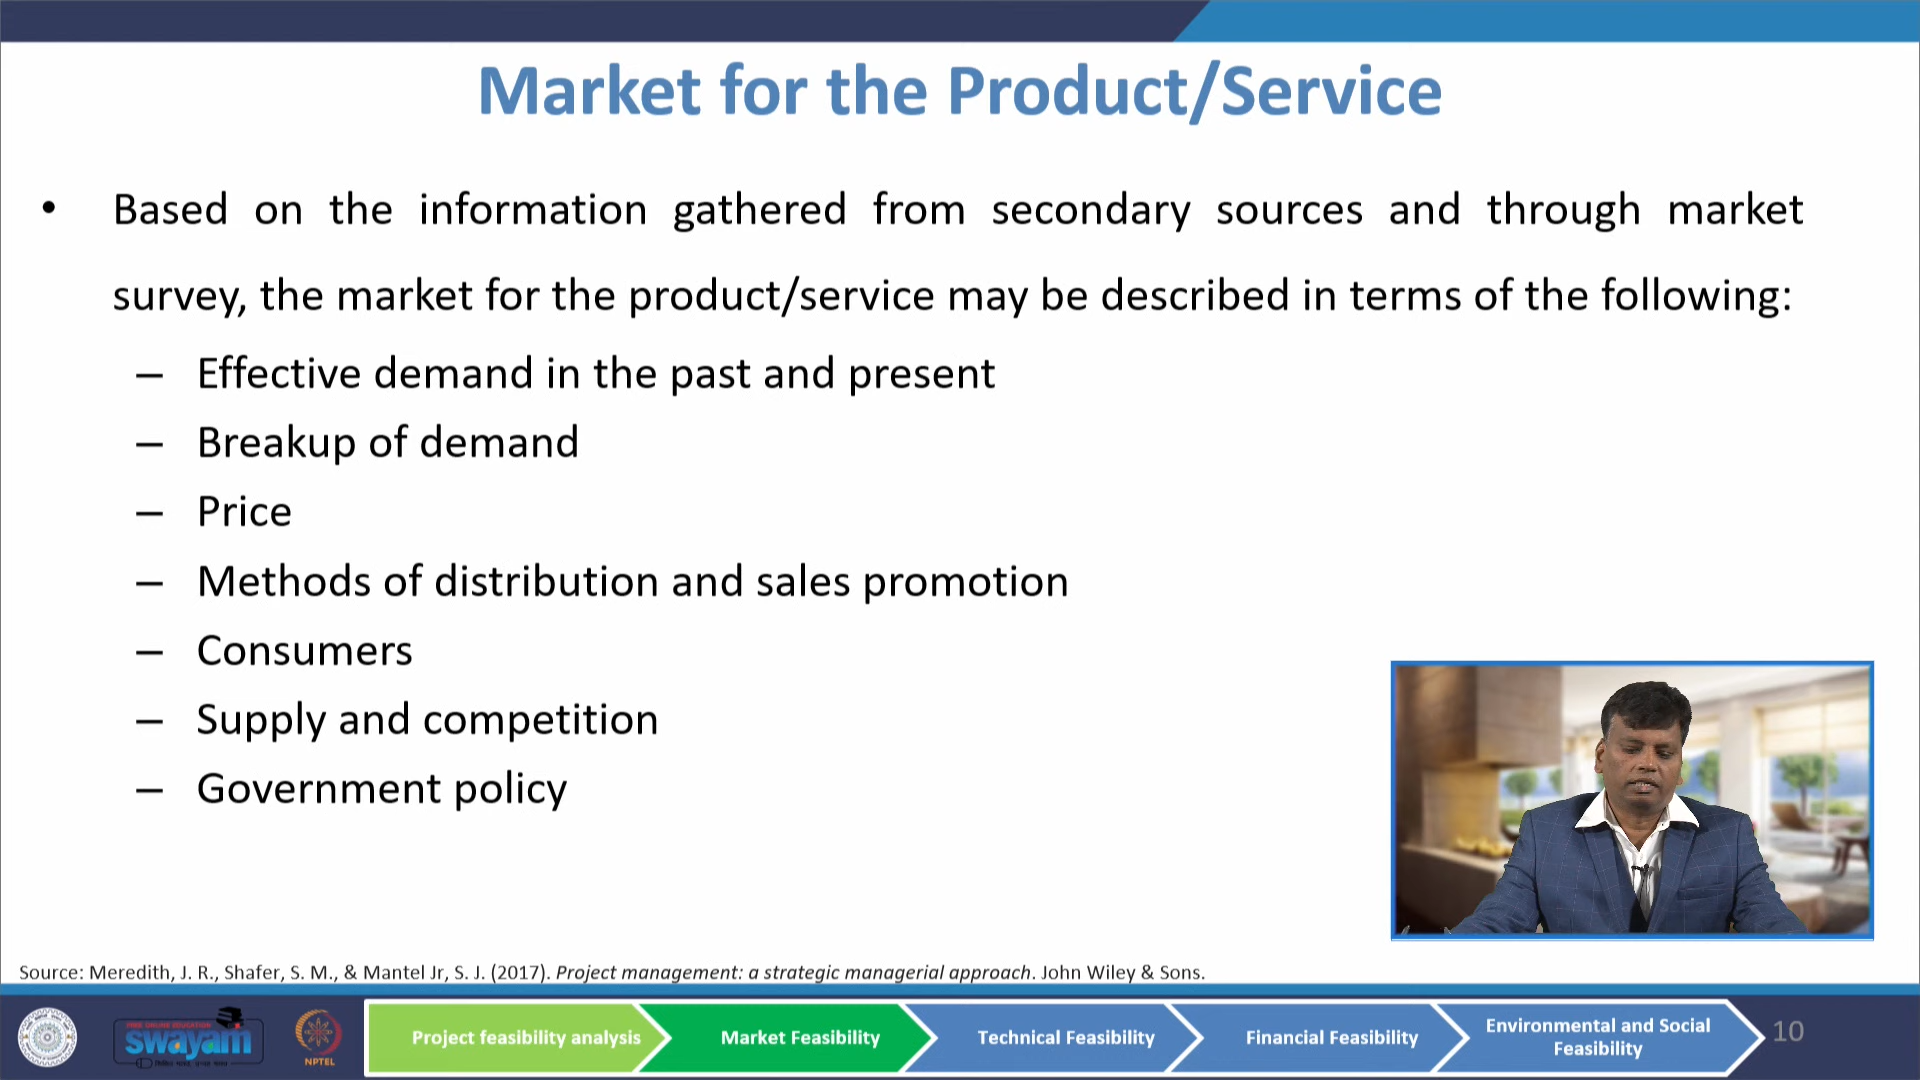 Market for the Product/Service
• Based on the information gathered from secondary sources and through market
survey, the market for the product/service may be described in terms of the following:
– Effective demand in the past and present
– Breakup of demand
– Price
– Methods of distribution and sales promotion
– Consumers
– Supply and competition
– Government policy
Source: Meredith, J. R., Shafer, S. M., & Mantel Jr, S. J. (2017). Project management: a strategic managerial approach. John Wiley & Sons.
FREE ONLINE EDUCATION
swayam
NPTEL
Project feasibility analysis
Market Feasibility
Technical Feasibility
Financial Feasibility
Environmental and Social
Feasibility
10